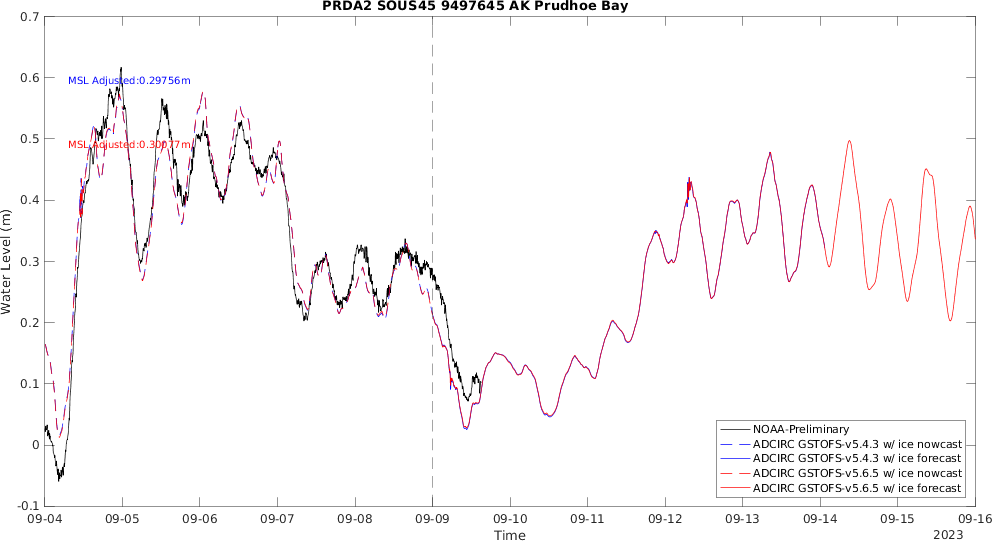 PRDA2 SOUS45 9497645 AK Prudhoe Bay
0.7
0.6
0.5
0.4
0.3
0.2
0.1
0
-0.1
Water Level (m)
MSL Adjusted:0.29756m
MSL Adjusted:0.30077m
NOAA-Preliminary
ADCIRC GSTOFS-v5.4.3 w/ ice nowcast
ADCIRC GSTOFS-v5.4.3 w/ ice forecast
ADCIRC GSTOFS-v5.6.5 w/ ice nowcast
ADCIRC GSTOFS-v5.6.5 w/ ice forecast
09-04 09-05 09-06 09-07 09-08 09-09 09-10 09-11 09-12 09-13 09-14 09-15 09-16
Time
2023